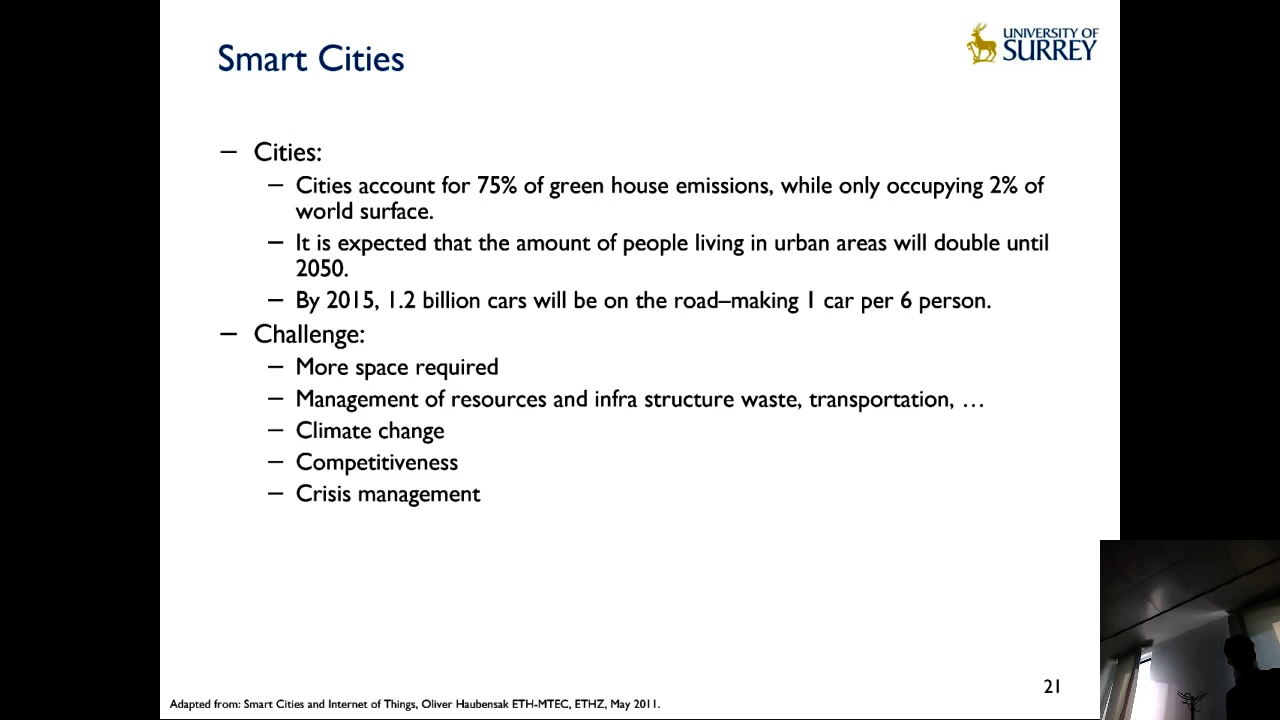 Smart Cities
UNIVERSITY OF
SURREY
– Cities:
– Cities account for 75% of green house emissions, while only occupying 2% of
world surface.
– It is expected that the amount of people living in urban areas will double until
2050.
– By 2015, 1.2 billion cars will be on the road–making 1 car per 6 person.
– Challenge:
– More space required
– Management of resources and infra structure waste, transportation, …
– Climate change
– Competitiveness
– Crisis management
21
Adapted from: Smart Cities and Internet of Things, Oliver Haubensak ETH-MTEC, ETHZ, May 2011.